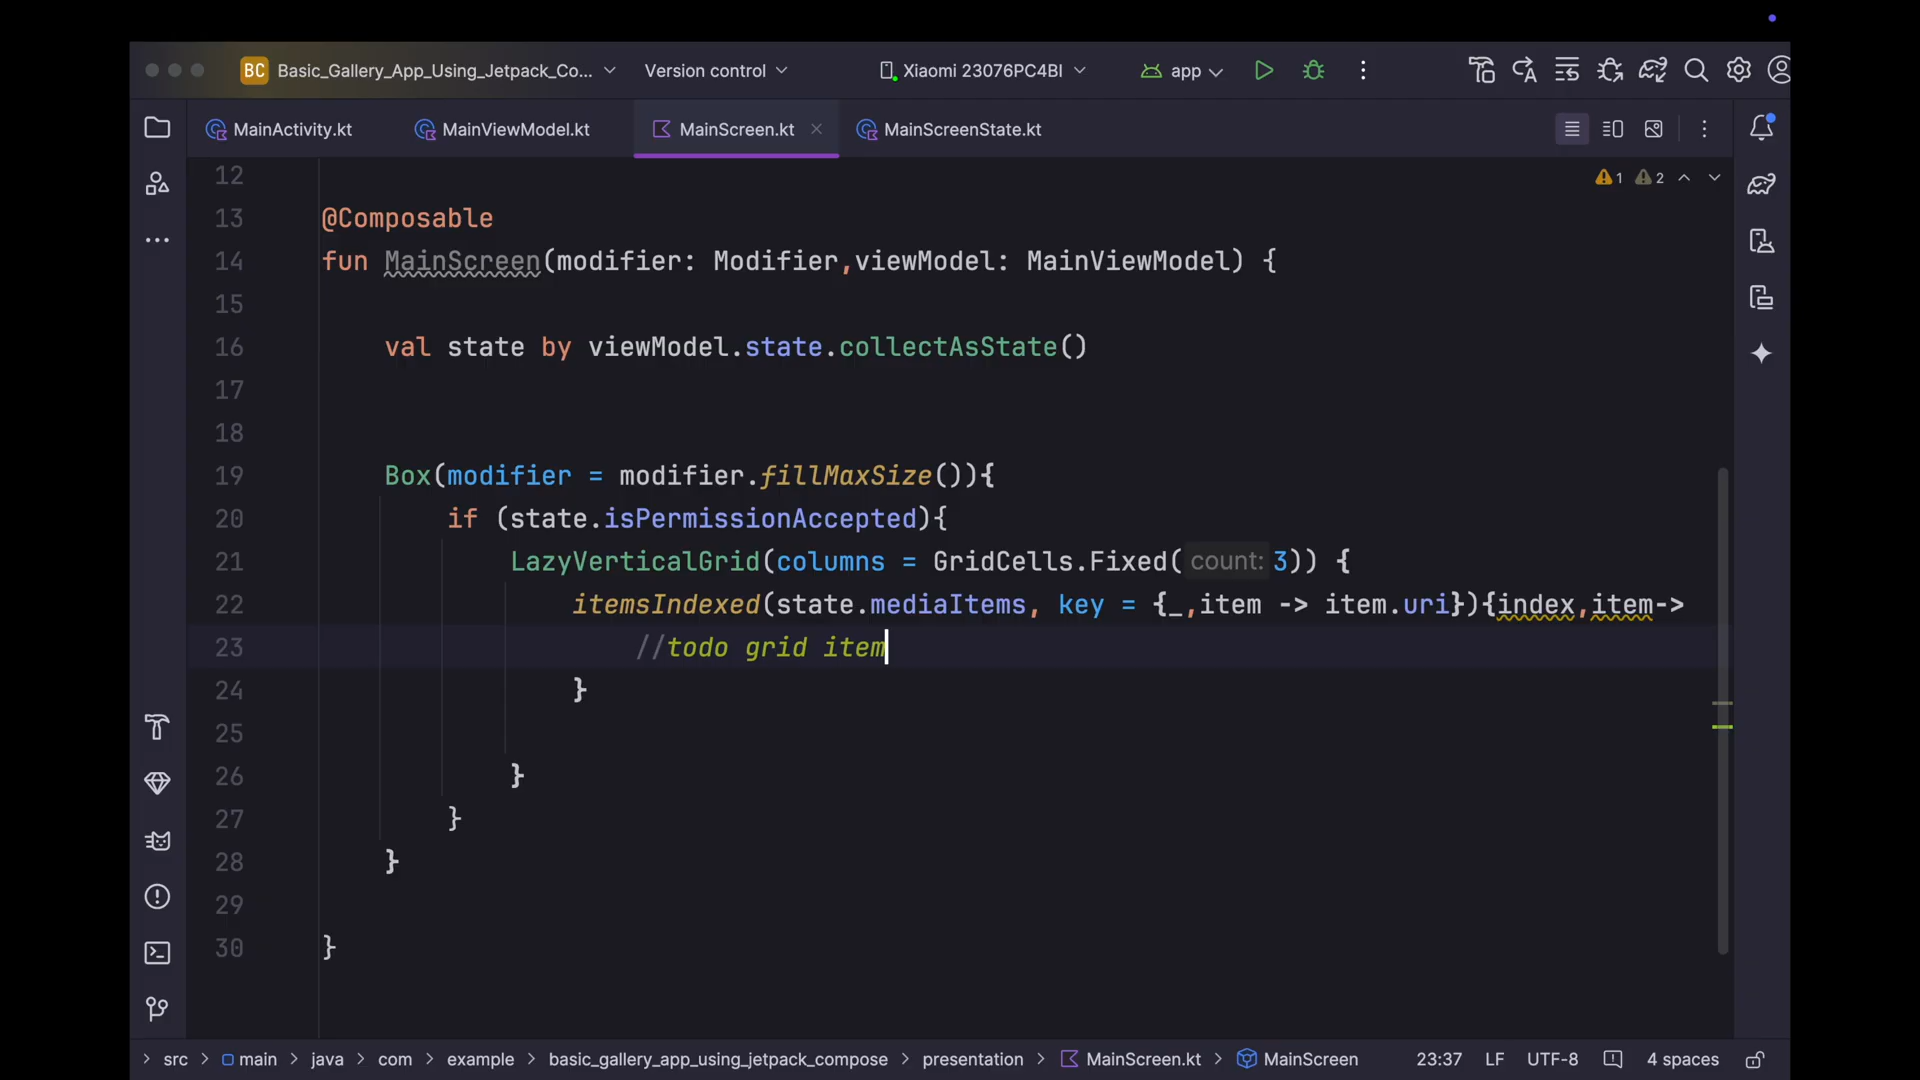 BC Basic_Gallery_App_Using_Jetpack_Co... Version control Xiaomi 23076PC4BI app
MainActivity.kt MainViewModel.kt MainScreen.kt MainScreenState.kt
12 1 2
13 @Composable
14 fun MainScreen(modifier: Modifier,viewModel: MainViewModel) {
15
16 val state by viewModel.state.collectAsState()
17
18
19 Box(modifier = modifier.fillMaxSize()){
20 if (state.isPermissionAccepted){
21 LazyVerticalGrid(columns = GridCells.Fixed( count: 3)) {
22 itemsIndexed(state.mediaItems, key = {_,item -> item.uri}){index,item->
23 //todo grid item
24 }
25
26 }
27 }
28 }
29
30 }
src main java com example basic_gallery_app_using_jetpack_compose presentation MainScreen.kt MainScreen 23:37 LF UTF-8 4 spaces